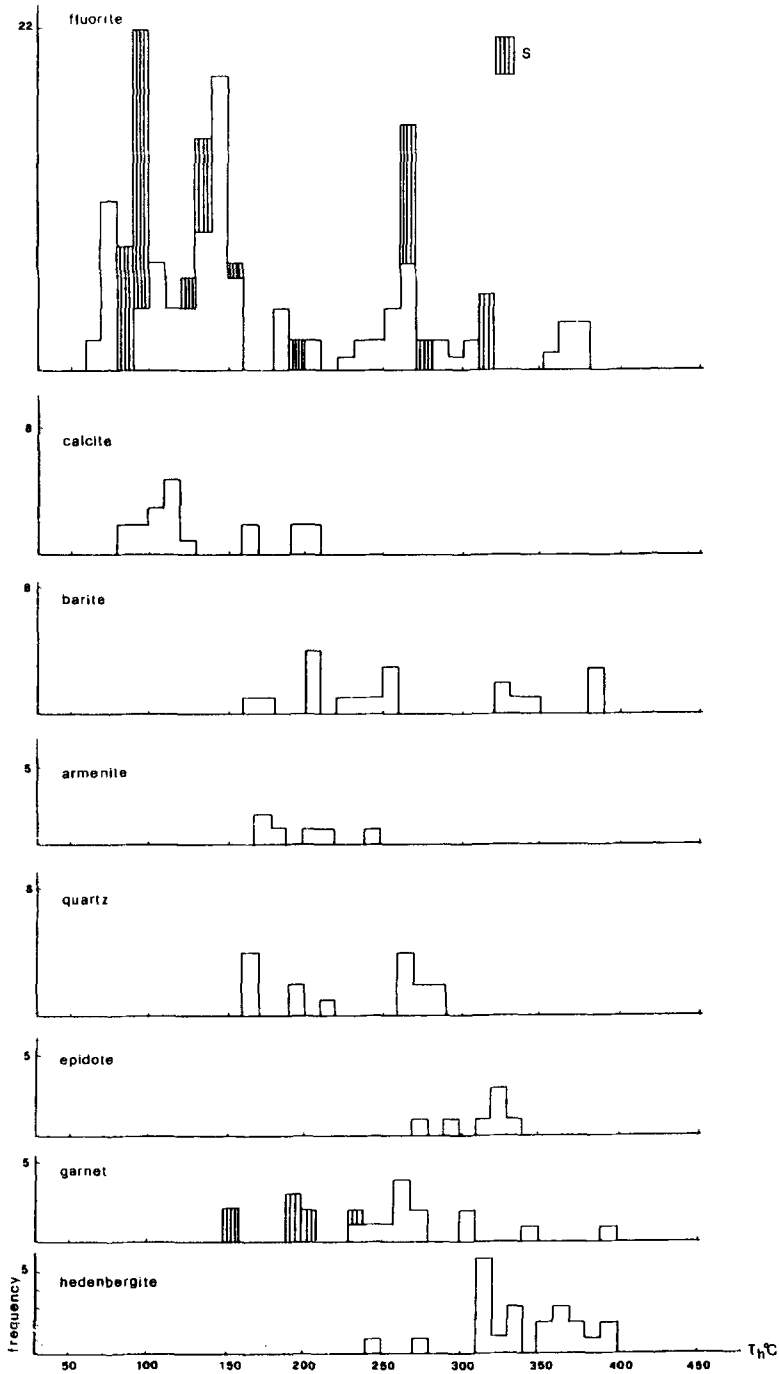 fluorite
22
S
8
calcite
8
barite
5
armenite
8
quartz
5
epidote
5
garnet
5
hedenbergite
frequency
50 100 150 200 250 300 350 400 450 Th°C